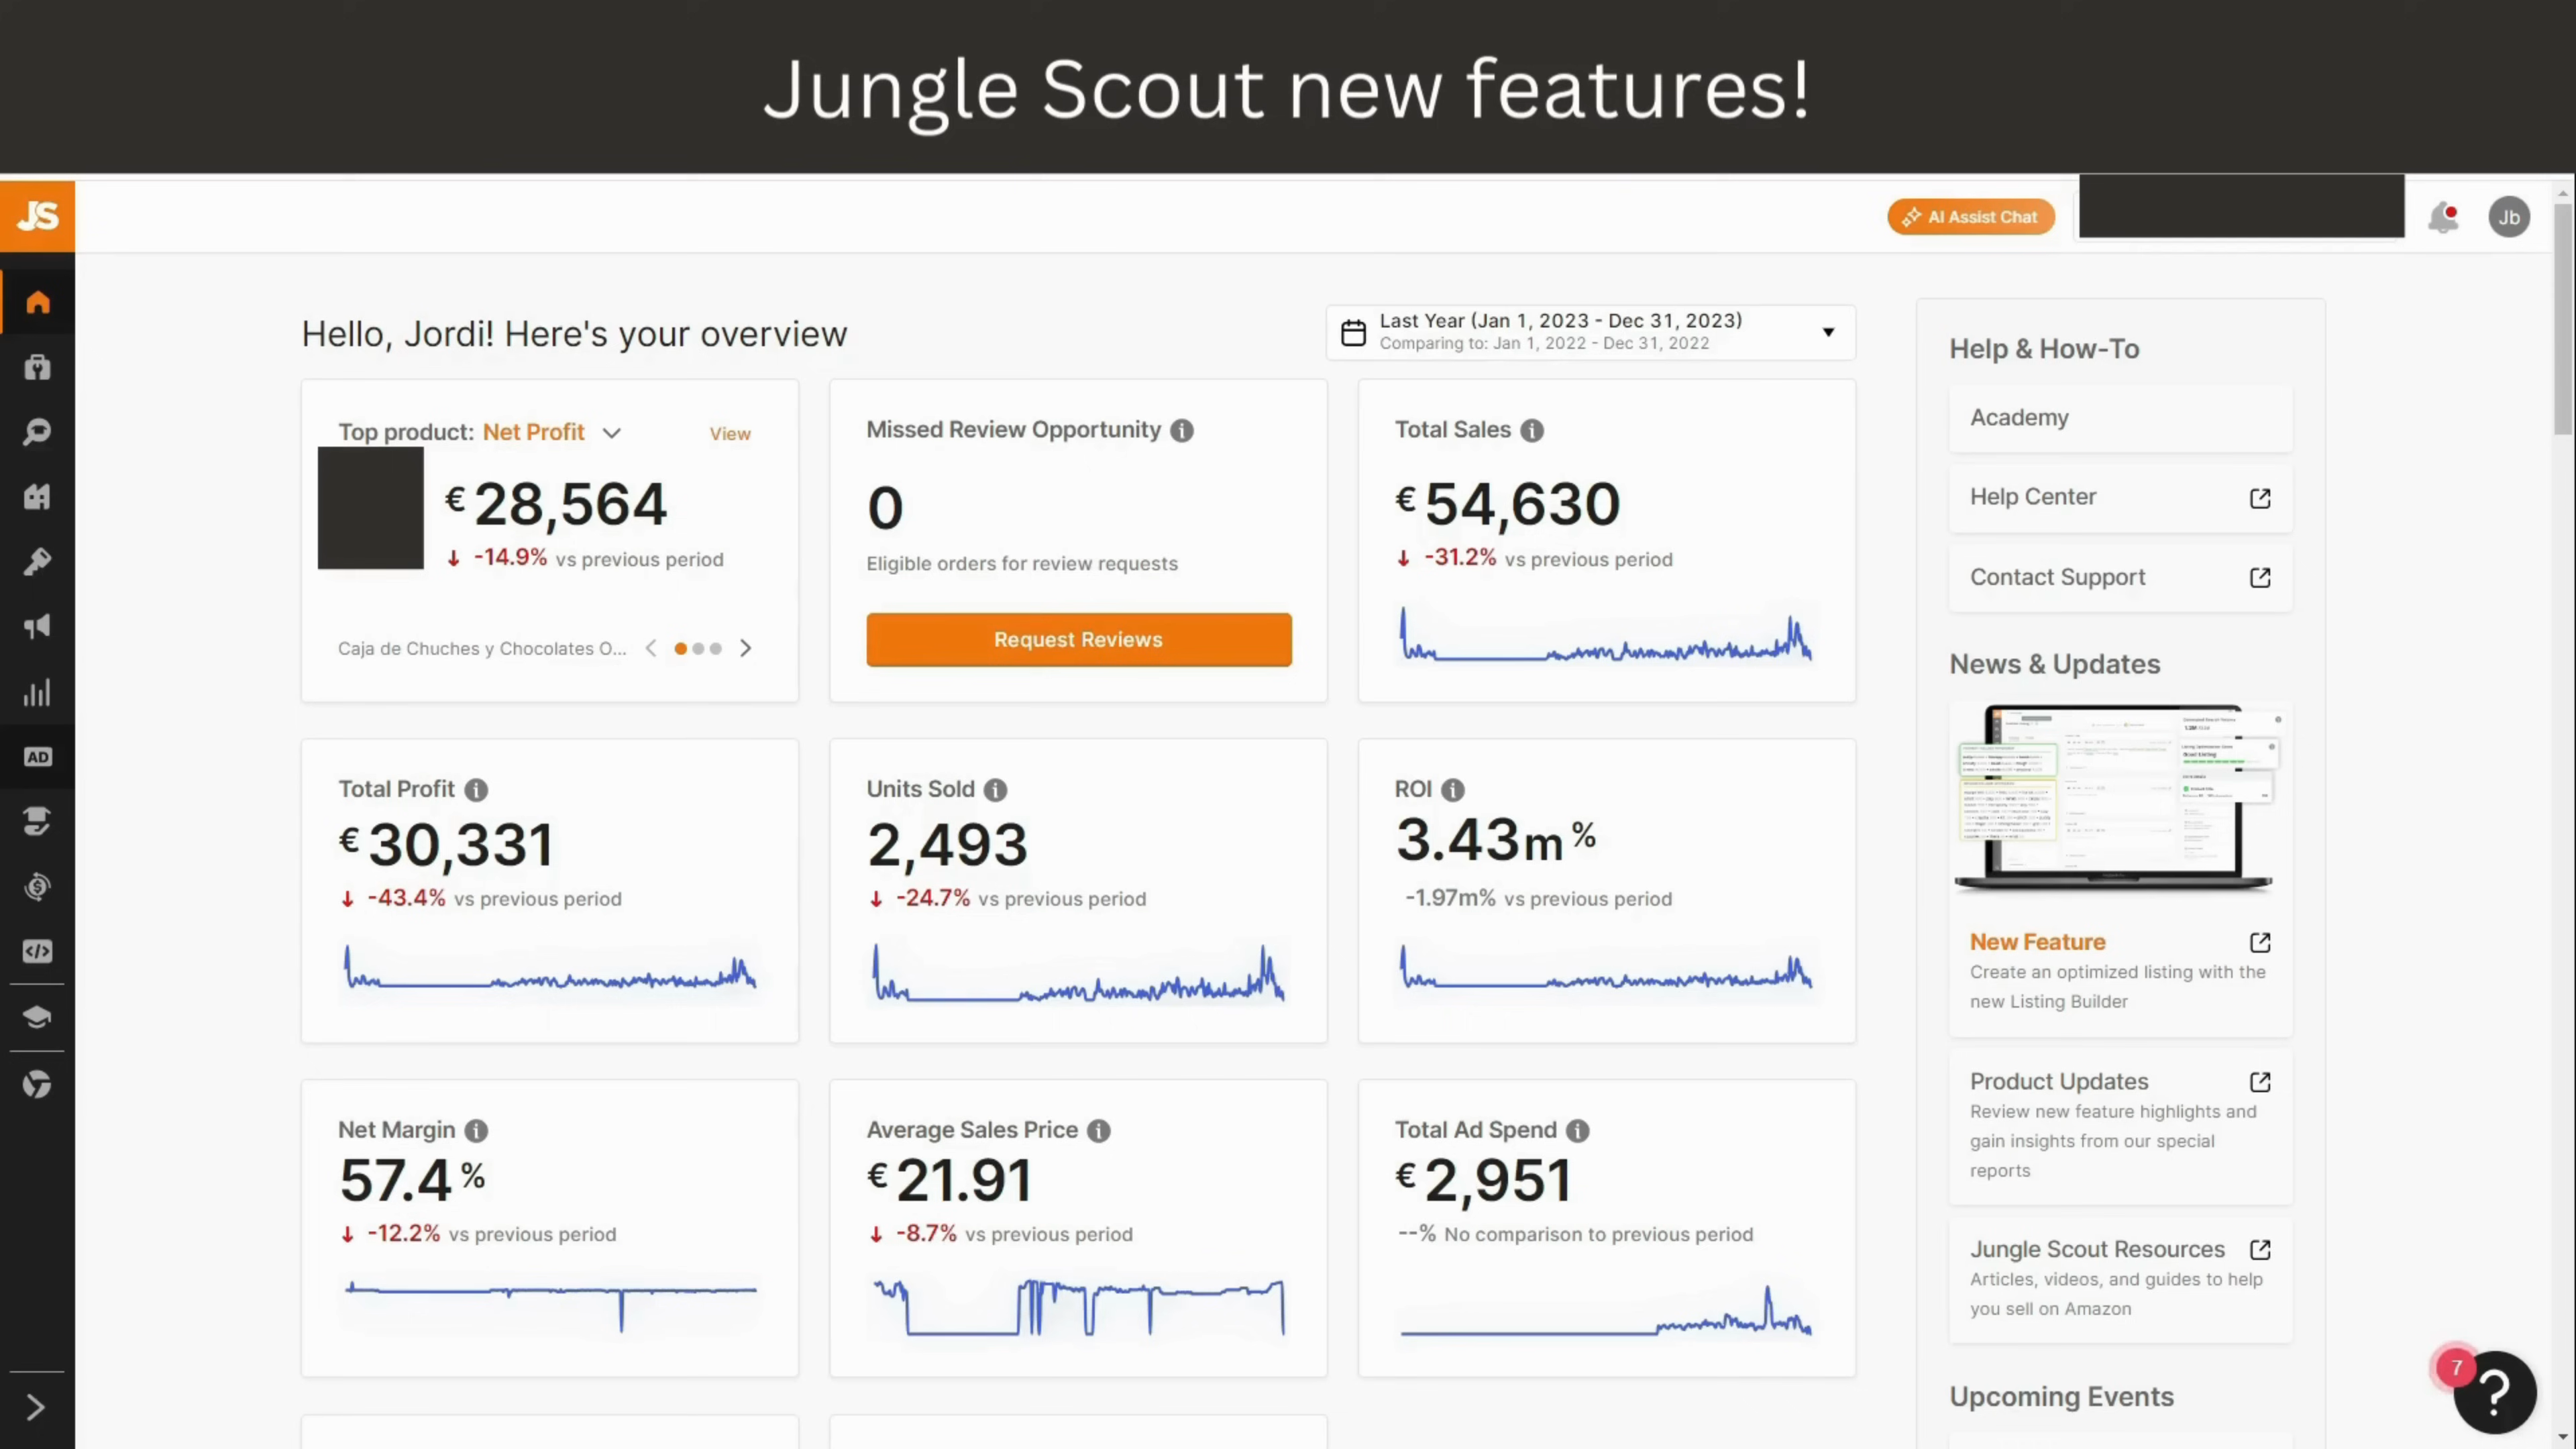 Jungle Scout new features!
JS
AI Assist Chat
Jb
Hello, Jordi! Here's your overview
Last Year (Jan 1, 2023 - Dec 31, 2023)
Comparing to: Jan 1, 2022 - Dec 31, 2022
Top product: Net Profit
View
€ 28,564
-14.9% vs previous period
Caja de Chuches y Chocolates O...
Missed Review Opportunity
0
Eligible orders for review requests
Request Reviews
Total Sales
€ 54,630
-31.2% vs previous period
Total Profit
€ 30,331
-43.4% vs previous period
Units Sold
2,493
-24.7% vs previous period
ROI
3.43m %
-1.97m% vs previous period
Net Margin
57.4 %
-12.2% vs previous period
Average Sales Price
€ 21.91
-8.7% vs previous period
Total Ad Spend
€ 2,951
--% No comparison to previous period
AD
Help & How-To
Academy
Help Center
Contact Support
News & Updates
New Feature
Create an optimized listing with the
new Listing Builder
Product Updates
Review new feature highlights and
gain insights from our special
reports
Jungle Scout Resources
Articles, videos, and guides to help
you sell on Amazon
Upcoming Events
7
?